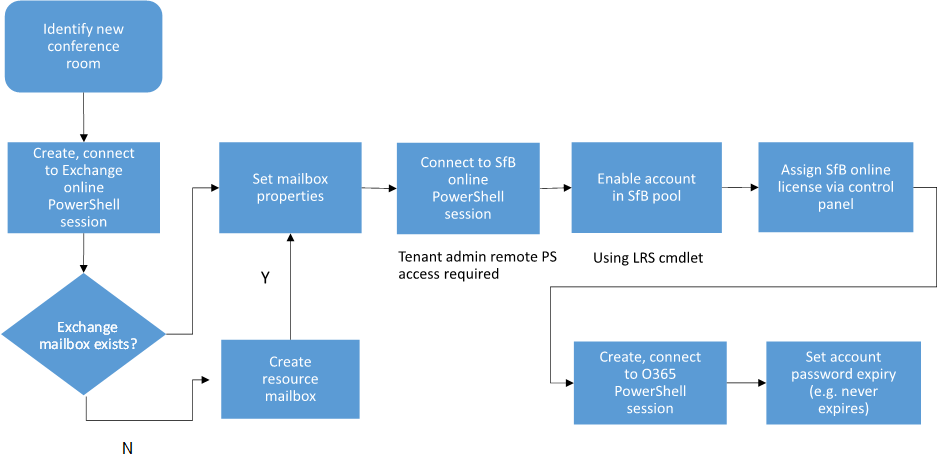 Identify new
conference
room
Create, connect
to Exchange
online
PowerShell
session
Exchange
mailbox exists?
N
Create
resource
mailbox
Y
Set mailbox
properties
Connect to SfB
online
PowerShell
session
Tenant admin remote PS
access required
Enable account
in SfB pool
Using LRS cmdlet
Assign SfB online
license via control
panel
Create, connect
to O365
PowerShell
session
Set account
password expiry
(e.g. never
expires)